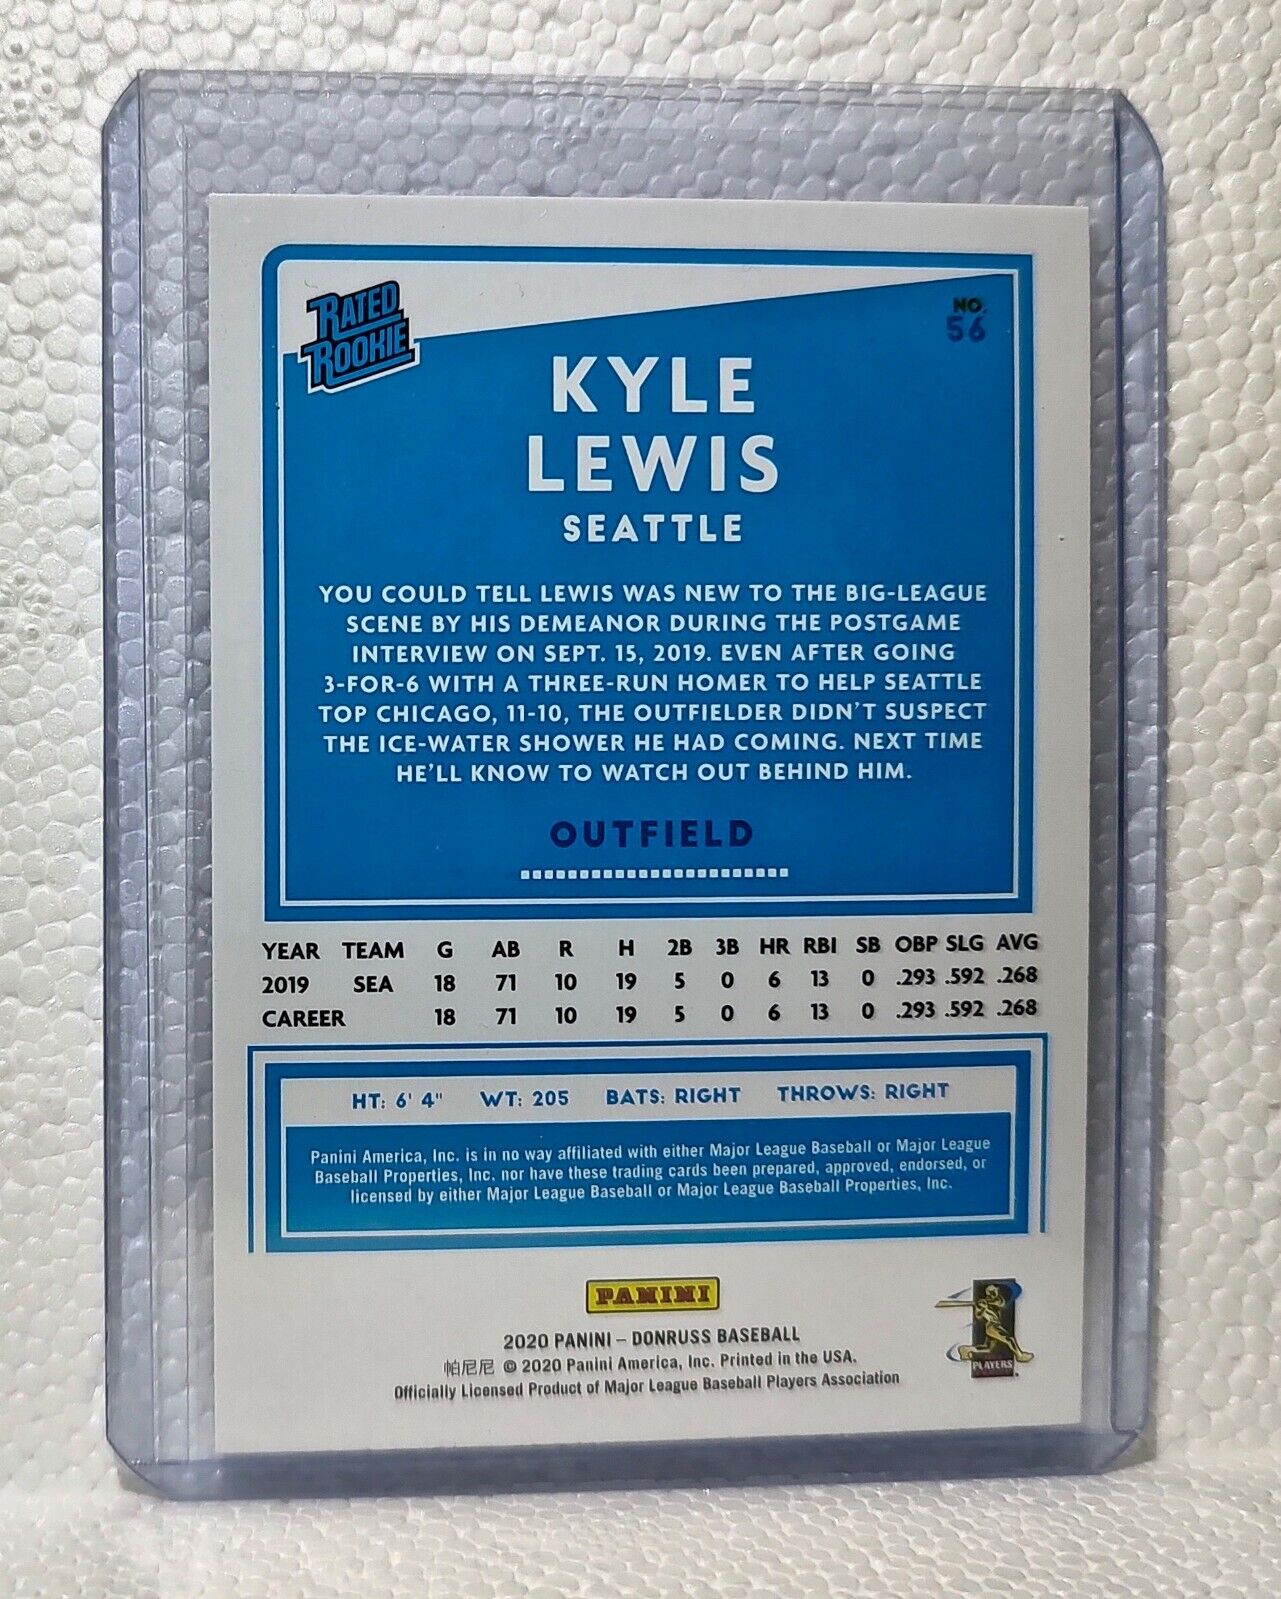 RATED
ROOKIE
NO.
56
KYLE
LEWIS
SEATTLE
YOU COULD TELL LEWIS WAS NEW TO THE BIG-LEAGUE
SCENE BY HIS DEMEANOR DURING THE POSTGAME
INTERVIEW ON SEPT. 15, 2019. EVEN AFTER GOING
3-FOR-6 WITH A THREE-RUN HOMER TO HELP SEATTLE
TOP CHICAGO, 11-10, THE OUTFIELDER DIDN'T SUSPECT
THE ICE-WATER SHOWER HE HAD COMING. NEXT TIME
HE'LL KNOW TO WATCH OUT BEHIND HIM.
OUTFIELD
YEAR TEAM G AB R H 2B 3B HR RBI SB OBP SLG AVG
2019 SEA 18 71 10 19 5 0 6 13 0 .293 .592 .268
CAREER 18 71 10 19 5 0 6 13 0 .293 .592 .268
HT: 6' 4" WT: 205 BATS: RIGHT THROWS: RIGHT
Panini America, Inc. is in no way affiliated with either Major League Baseball or Major League
Baseball Properties, Inc. nor have these trading cards been prepared, approved, endorsed, or
licensed by either Major League Baseball or Major League Baseball Properties, Inc.
PANINI
2020 PANINI – DONRUSS BASEBALL
帕尼尼 © 2020 Panini America, Inc. Printed in the USA.
Officially Licensed Product of Major League Baseball Players Association
PLAYERS